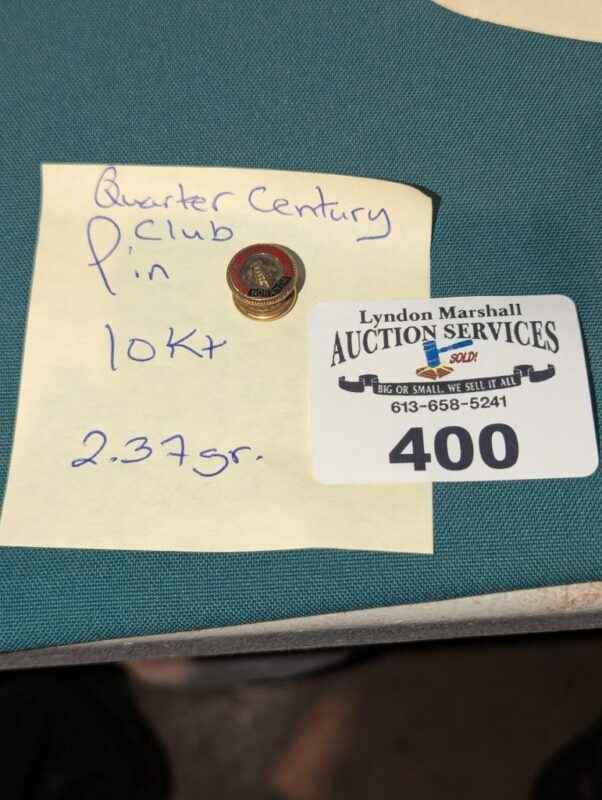 Quarter Century
Club
Pin
10Kt
2.37gr.
Lyndon Marshall
AUCTION SERVICES
SOLD!
BIG OR SMALL, WE SELL IT ALL
613-658-5241
400